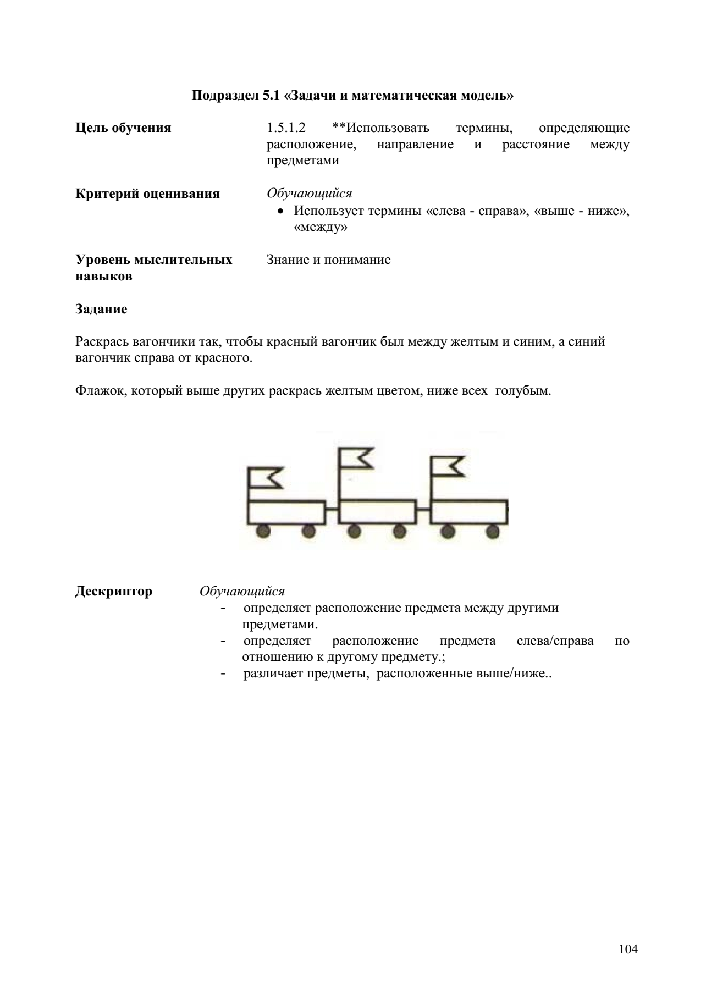 Подраздел 5.1 «Задачи и математическая модель»
Цель обучения
1.5.1.2 **Использовать термины, определяющие
расположение, направление и расстояние между
предметами
Критерий оценивания
Обучающийся
• Использует термины «слева - справа», «выше - ниже»,
«между»
Уровень мыслительных
навыков
Знание и понимание
Задание
Раскрась вагончики так, чтобы красный вагончик был между желтым и синим, а синий
вагончик справа от красного.
Флажок, который выше других раскрась желтым цветом, ниже всех голубым.
Дескриптор
Обучающийся
- определяет расположение предмета между другими
предметами.
- определяет расположение предмета слева/справа по
отношению к другому предмету.;
- различает предметы, расположенные выше/ниже..
104